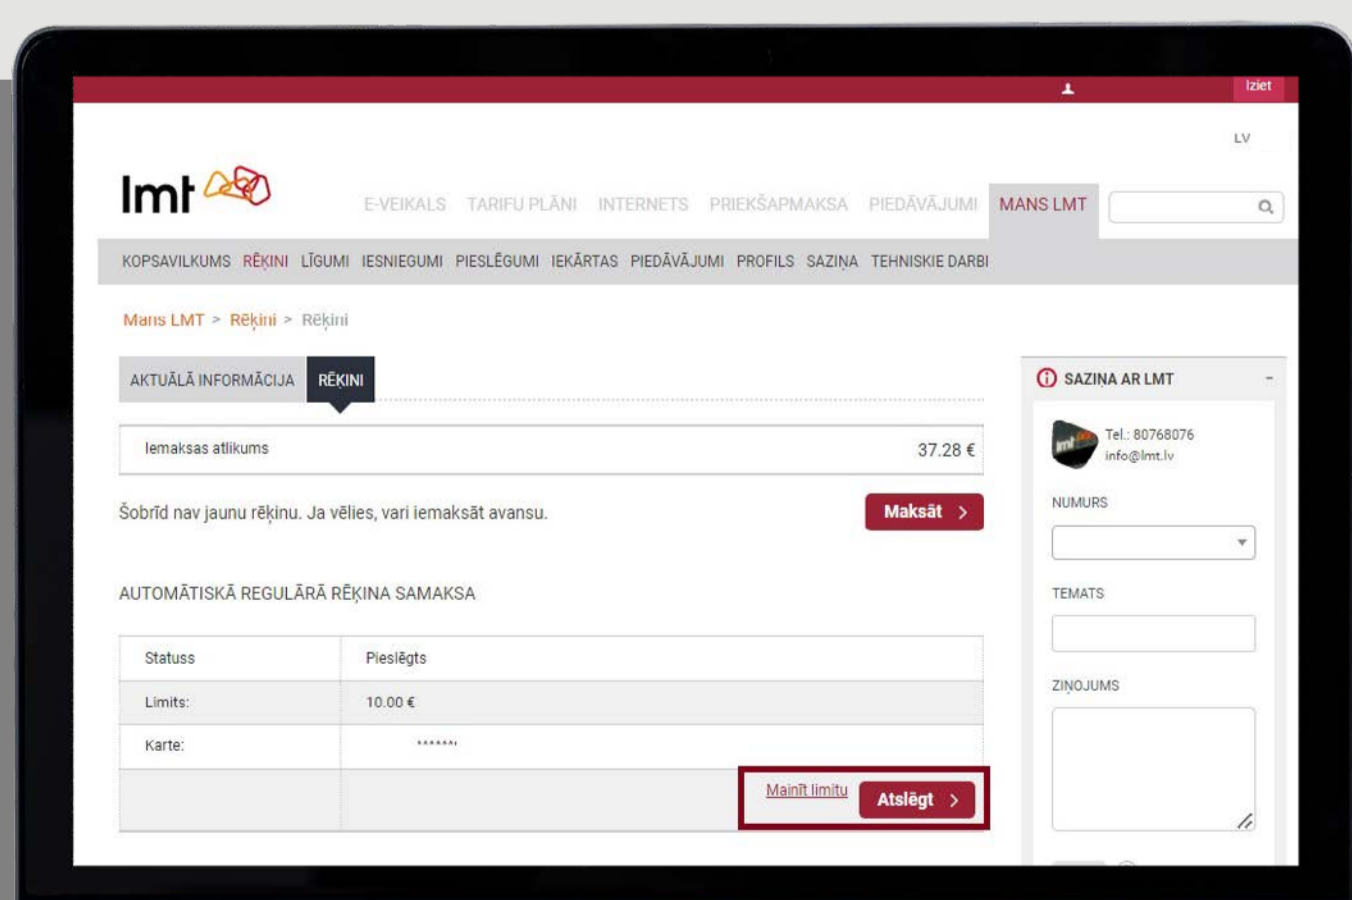 Iziet
LV
lmt
E-VEIKALS TARIFU PLĀNI INTERNETS PRIEKŠAPMAKSA PIEDĀVĀJUMI MANS LMT
KOPSAVILKUMS RĒĶINI LĪGUMI IESNIEGUMI PIESLĒGUMI IEKĀRTAS PIEDĀVĀJUMI PROFILS SAZIŅA TEHNISKIE DARBI
Mans LMT > Rēķini > Rēķini
AKTUĀLĀ INFORMĀCIJA RĒĶINI
Iemaksas atlikums 37.28 €
Šobrīd nav jaunu rēķinu. Ja vēlies, vari iemaksāt avansu. Maksāt >
AUTOMĀTISKĀ REGULĀRĀ RĒĶINA SAMAKSA
Statuss Pieslēgts
Limits: 10.00 €
Karte: ******
Mainīt limitu Atslēgt >
SAZIŅA AR LMT -
lmt
Tel.: 80768076
info@lmt.lv
NUMURS
TEMATS
ZIŅOJUMS